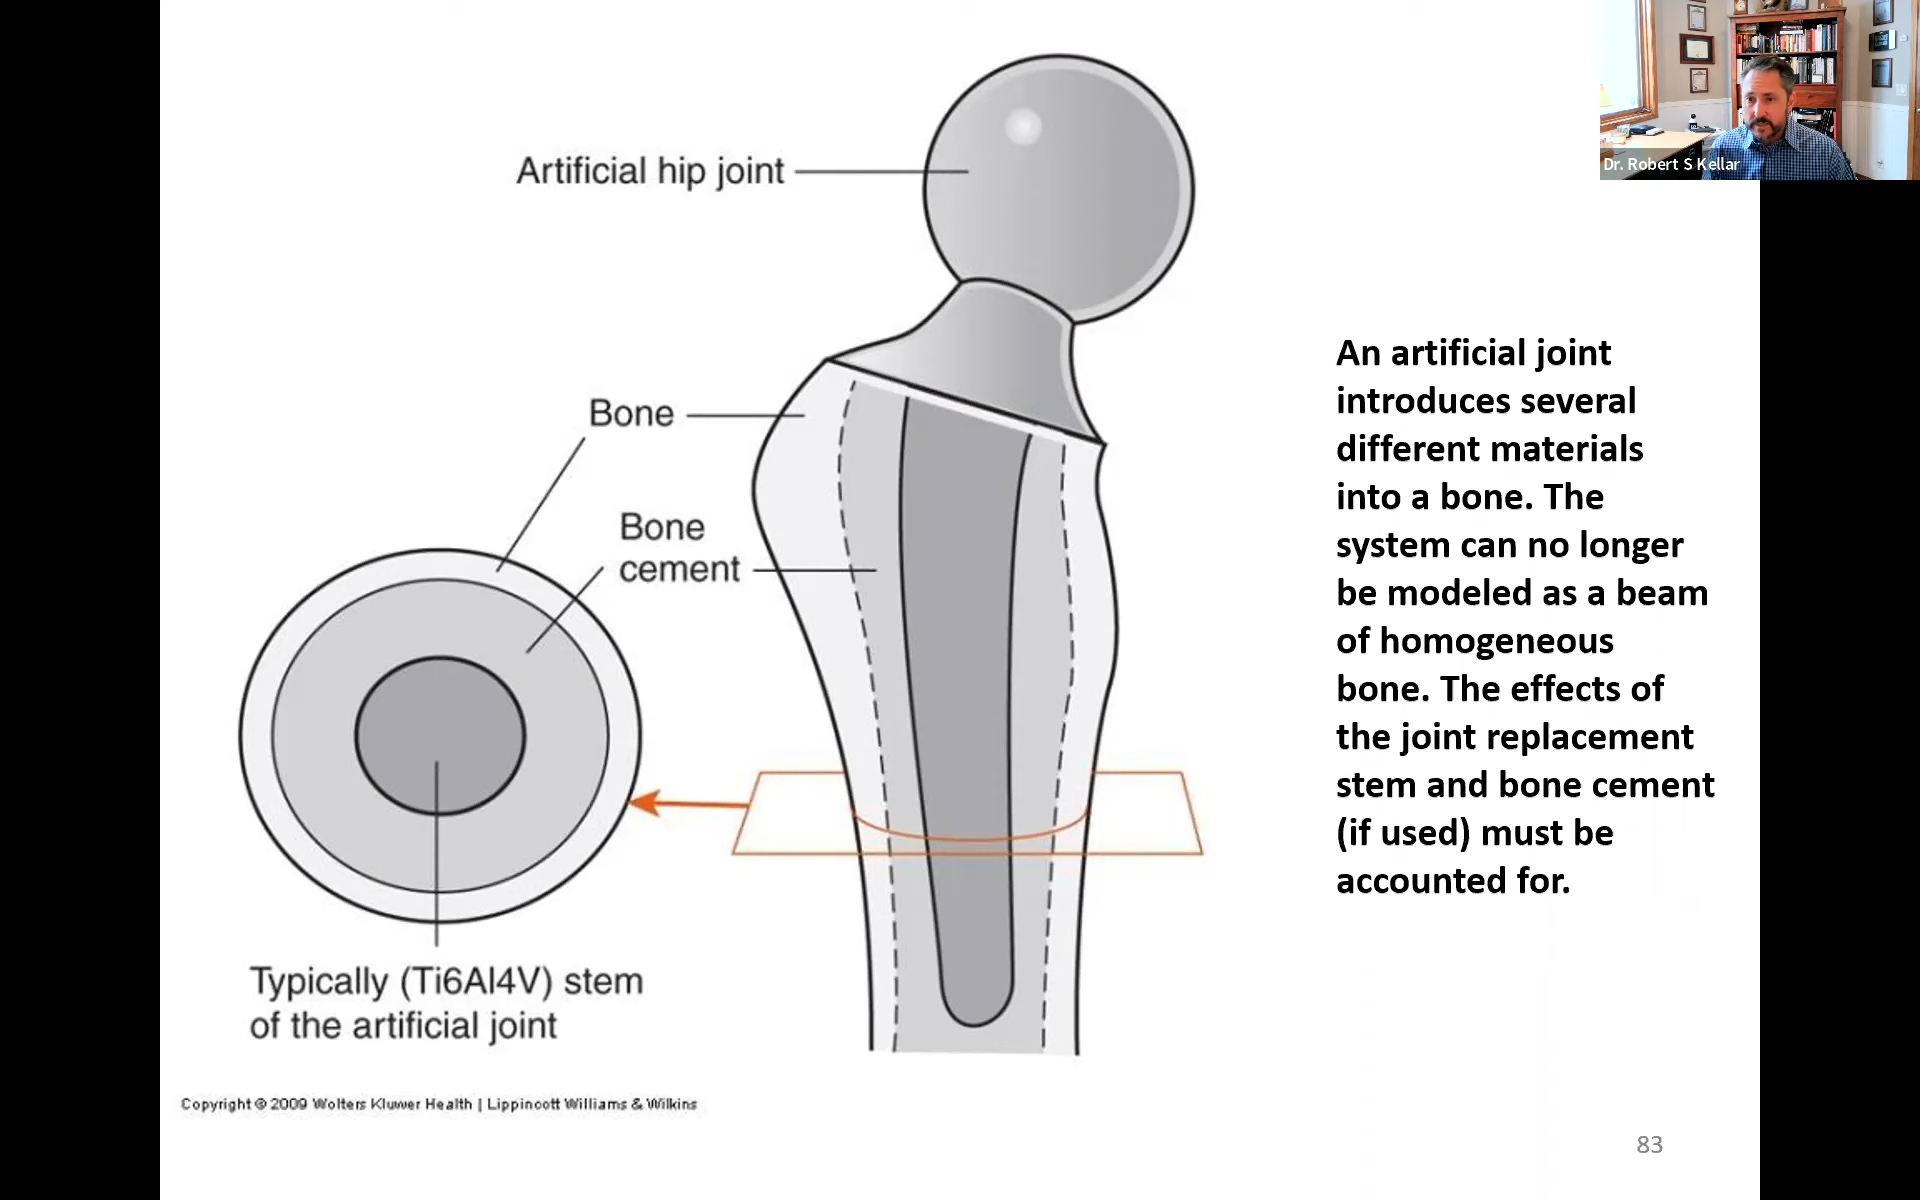 Dr. Robert S Kellar
Artificial hip joint
Bone
Bone
cement
Typically (Ti6Al4V) stem
of the artificial joint
An artificial joint
introduces several
different materials
into a bone. The
system can no longer
be modeled as a beam
of homogeneous
bone. The effects of
the joint replacement
stem and bone cement
(if used) must be
accounted for.
Copyright © 2009 Wolters Kluwer Health | Lippincott Williams & Wilkins
83